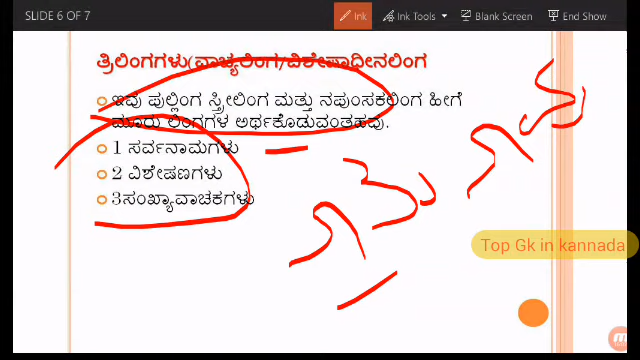 SLIDE 6 OF 7
Ink
Ink Tools
Blank Screen
End Show
ತ್ರಿಲಿಂಗಗಳು(ವಾಚ್ಯಲಿಂಗ)/ವಿಶೇಷಾಧೀನಲಿಂಗ
ಇವು ಪುಲ್ಲಿಂಗ ಸ್ತ್ರೀಲಿಂಗ ಮತ್ತು ನಪುಂಸಕಲಿಂಗ ಹೀಗೆ
ಮೂರು ಲಿಂಗಗಳ ಅರ್ಥಕೊಡುವಂತಹವು.
1 ಸರ್ವನಾಮಗಳು
2 ವಿಶೇಷಣಗಳು
3ಸಂಖ್ಯಾವಾಚಕಗಳು
Top Gk in kannada